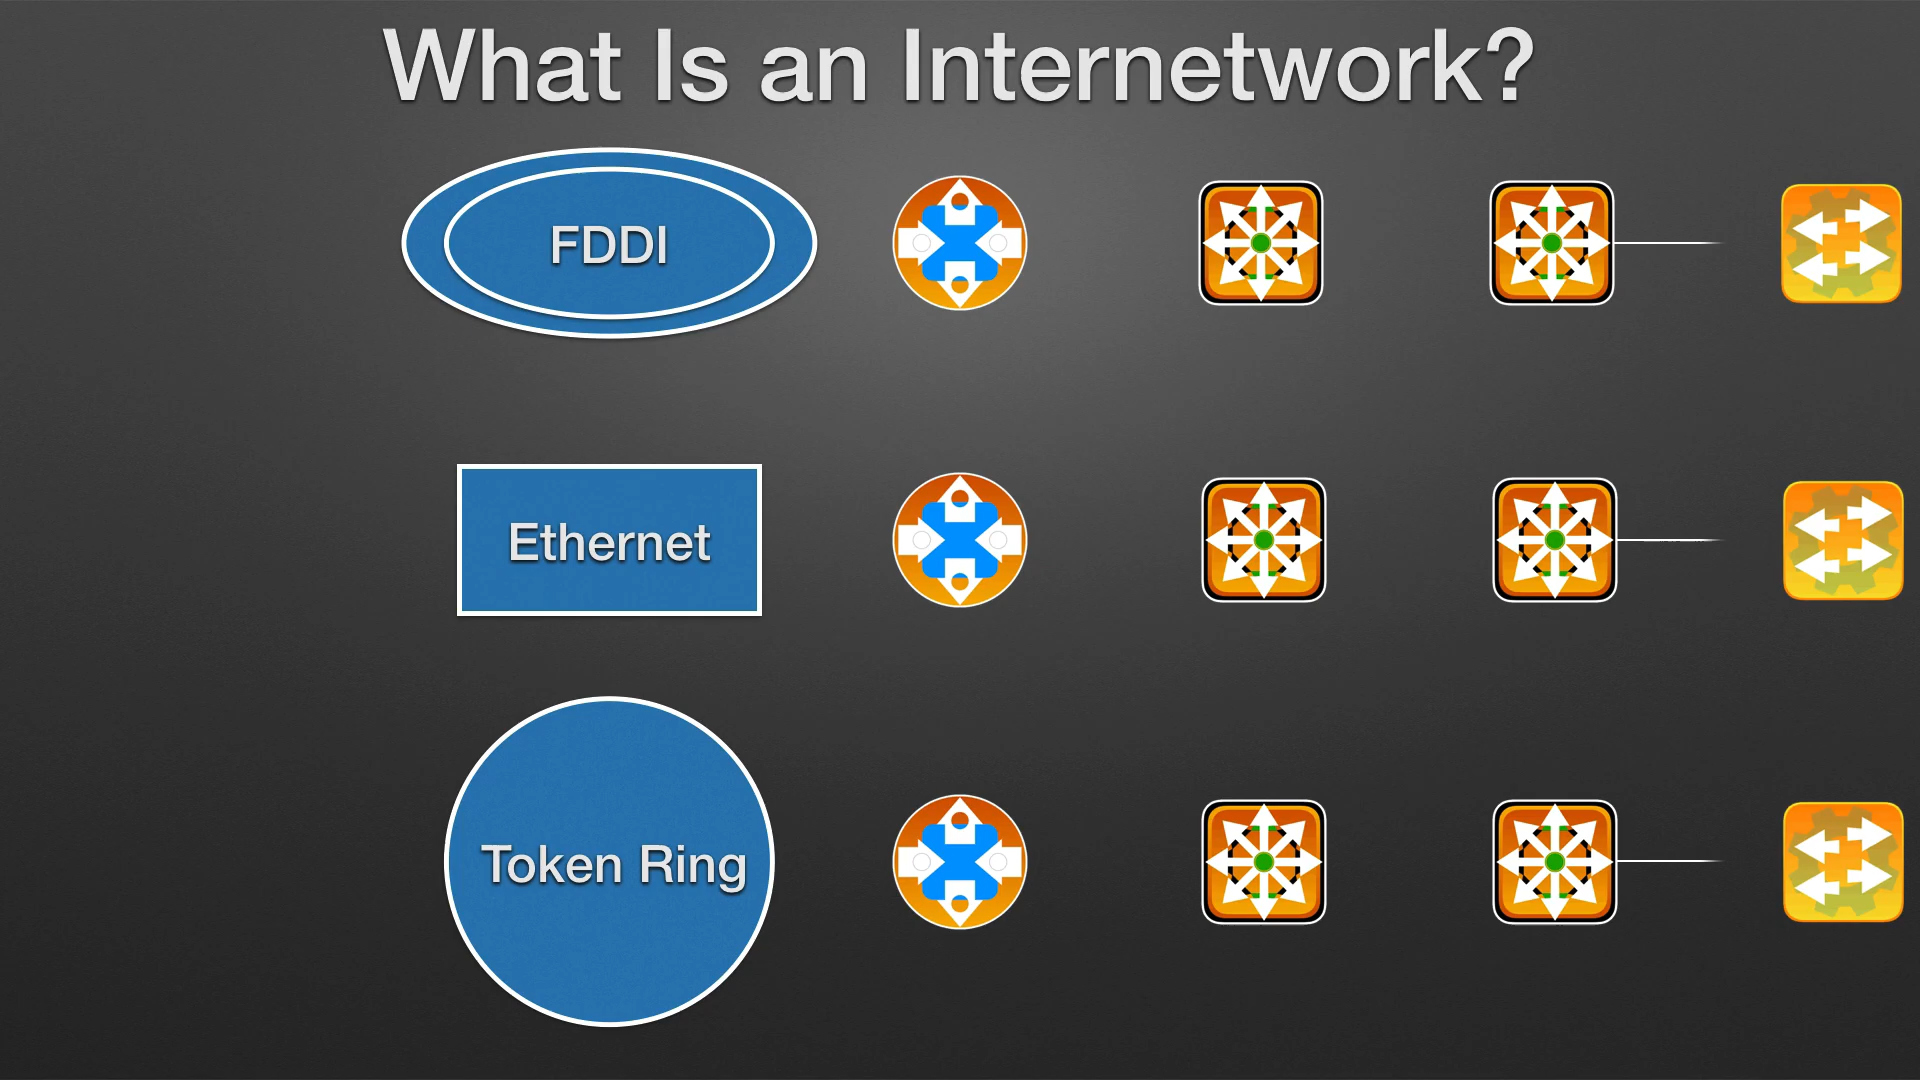 What Is an Internetwork?
FDDI
Ethernet
Token Ring